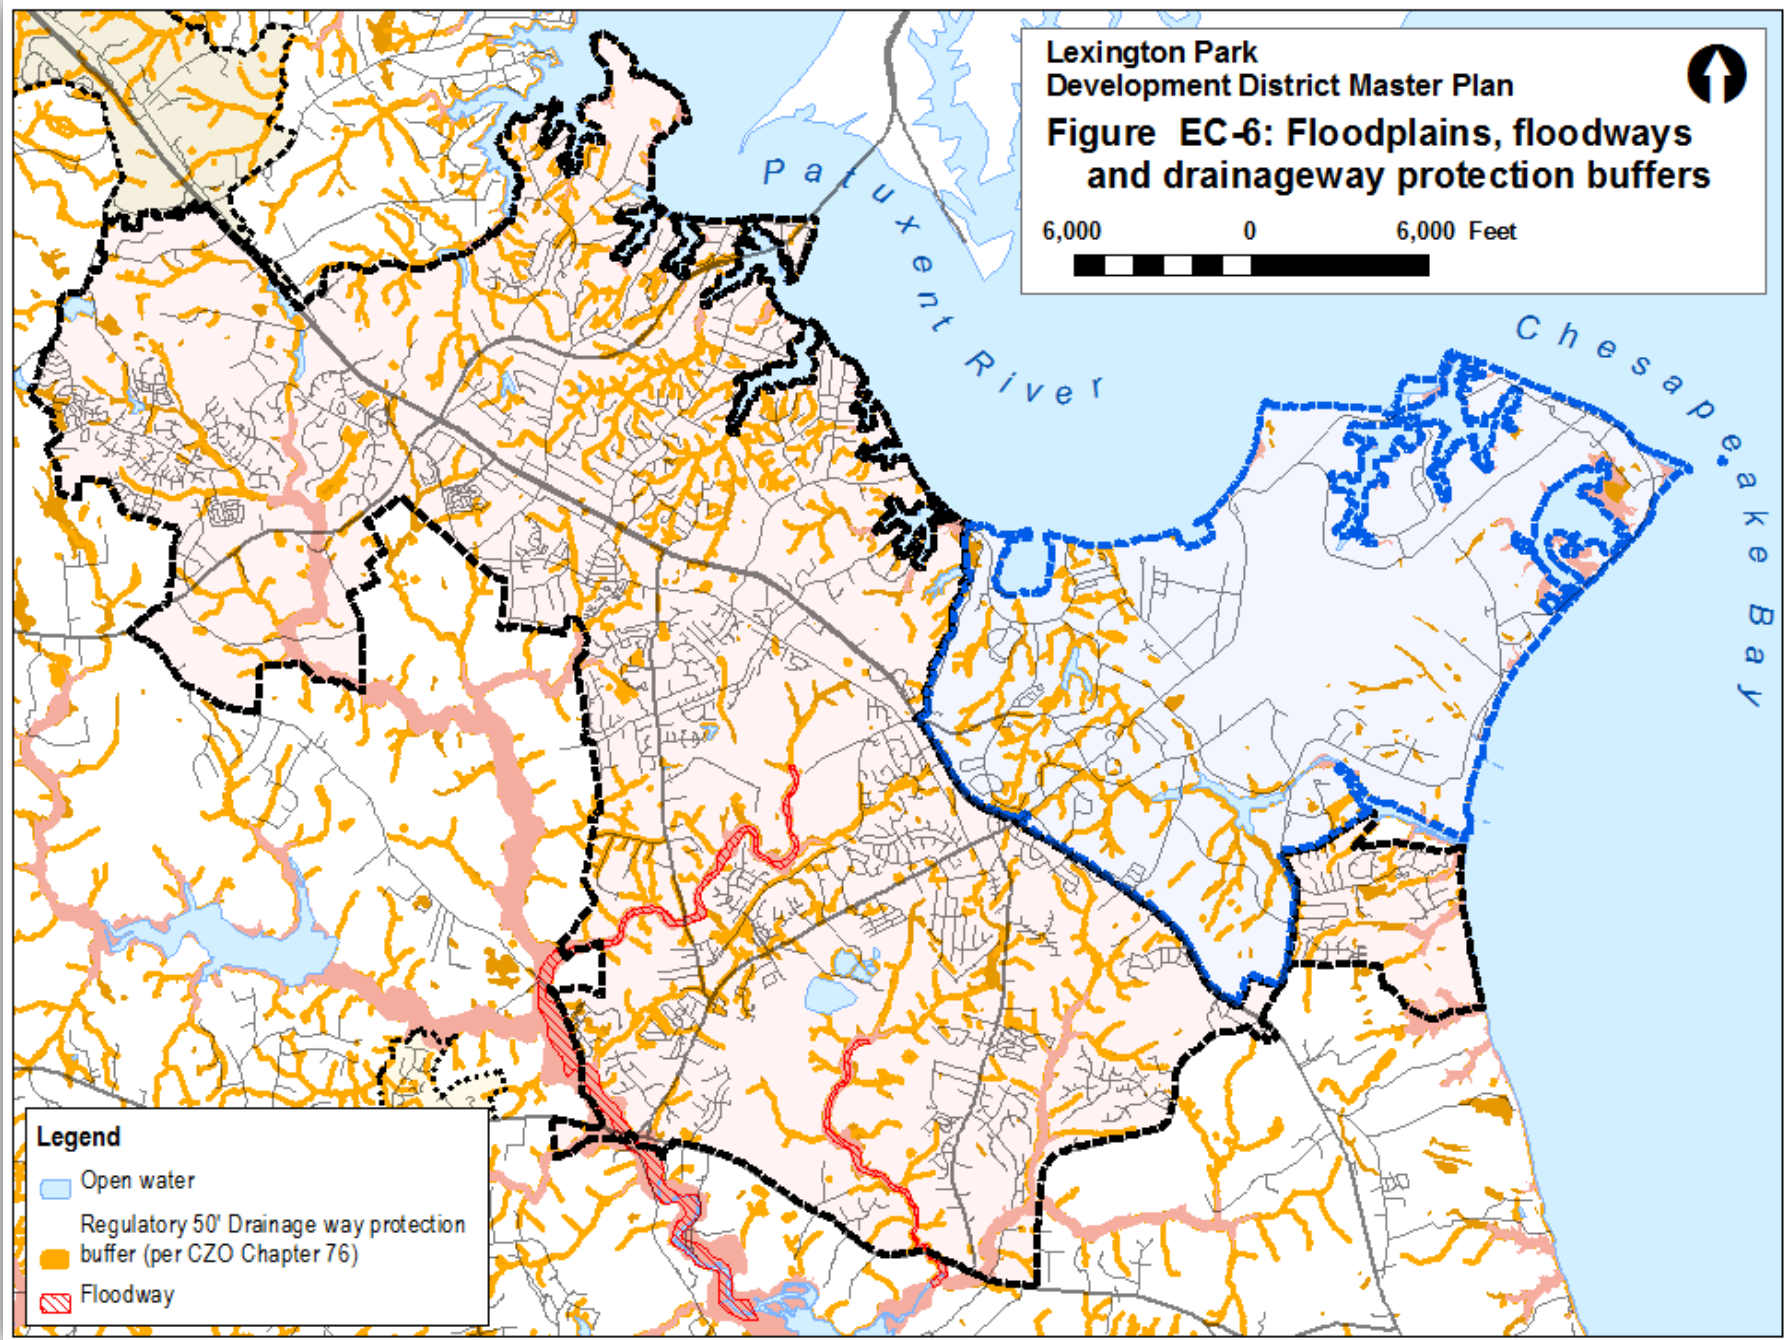 Lexington Park
Development District Master Plan
Figure EC-6: Floodplains, floodways
and drainageway protection buffers
6,000 0 6,000 Feet
Patuxent River
Chesapeake Bay
Legend
Open water
Regulatory 50' Drainage way protection
buffer (per CZO Chapter 76)
Floodway